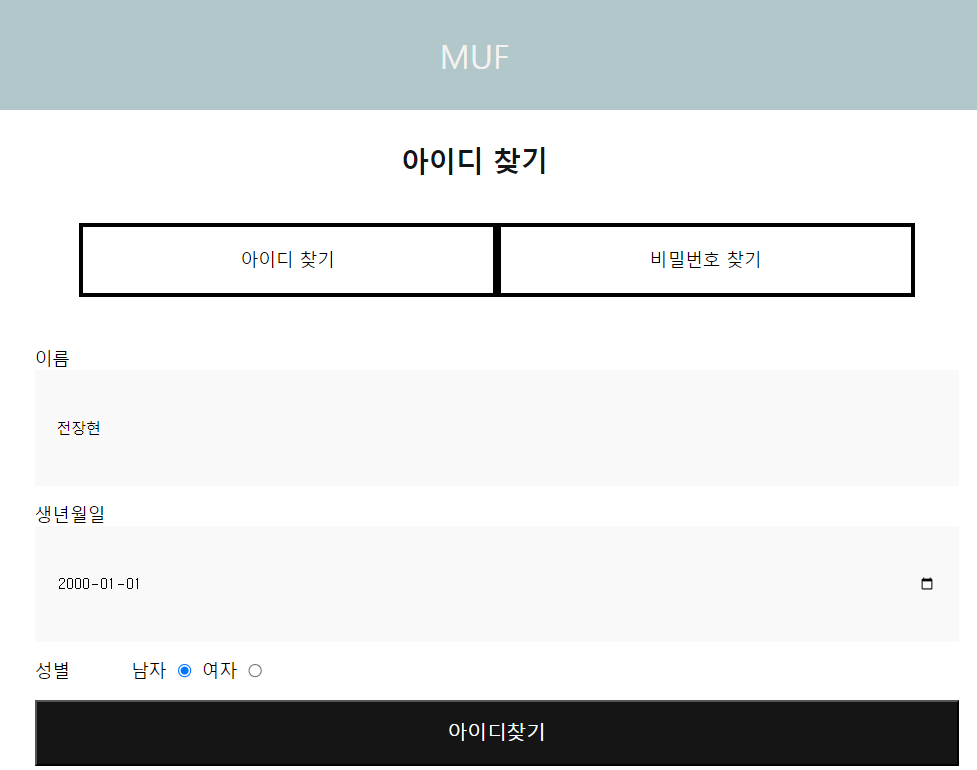 MUF
아이디 찾기
아이디 찾기 비밀번호 찾기
이름
전장현
생년월일
2000-01-01
성별 남자 여자
아이디찾기